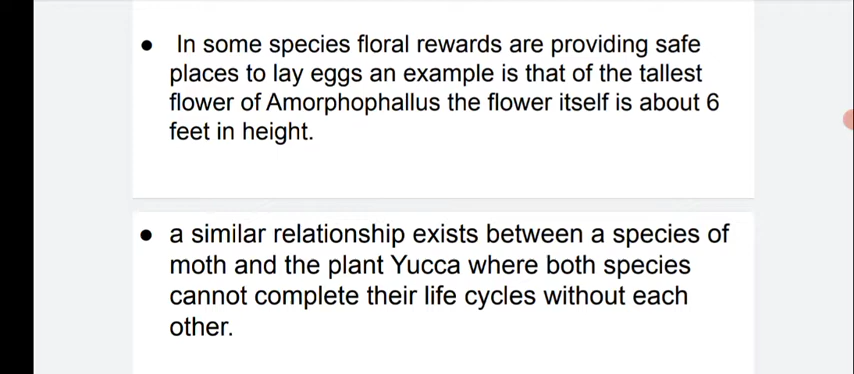 ● In some species floral rewards are providing safe
places to lay eggs an example is that of the tallest
flower of Amorphophallus the flower itself is about 6
feet in height.
● a similar relationship exists between a species of
moth and the plant Yucca where both species
cannot complete their life cycles without each
other.